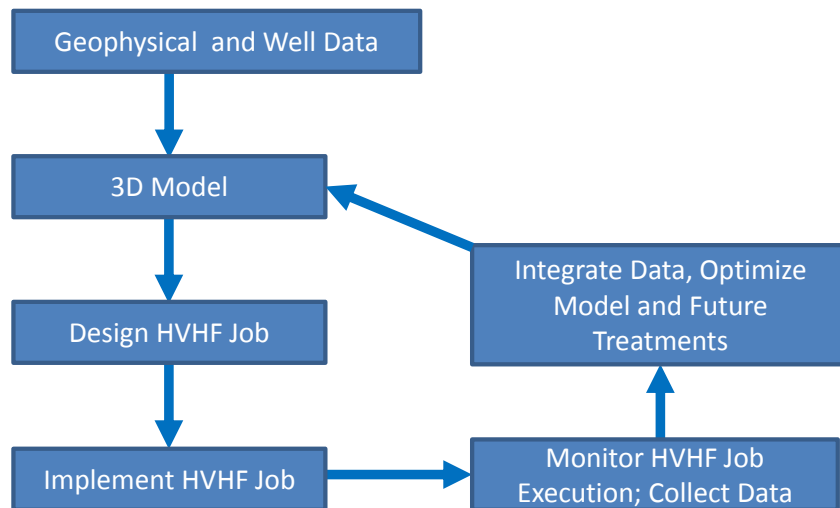 Geophysical and Well Data
3D Model
Design HVHF Job
Implement HVHF Job
Integrate Data, Optimize
Model and Future
Treatments
Monitor HVHF Job
Execution; Collect Data